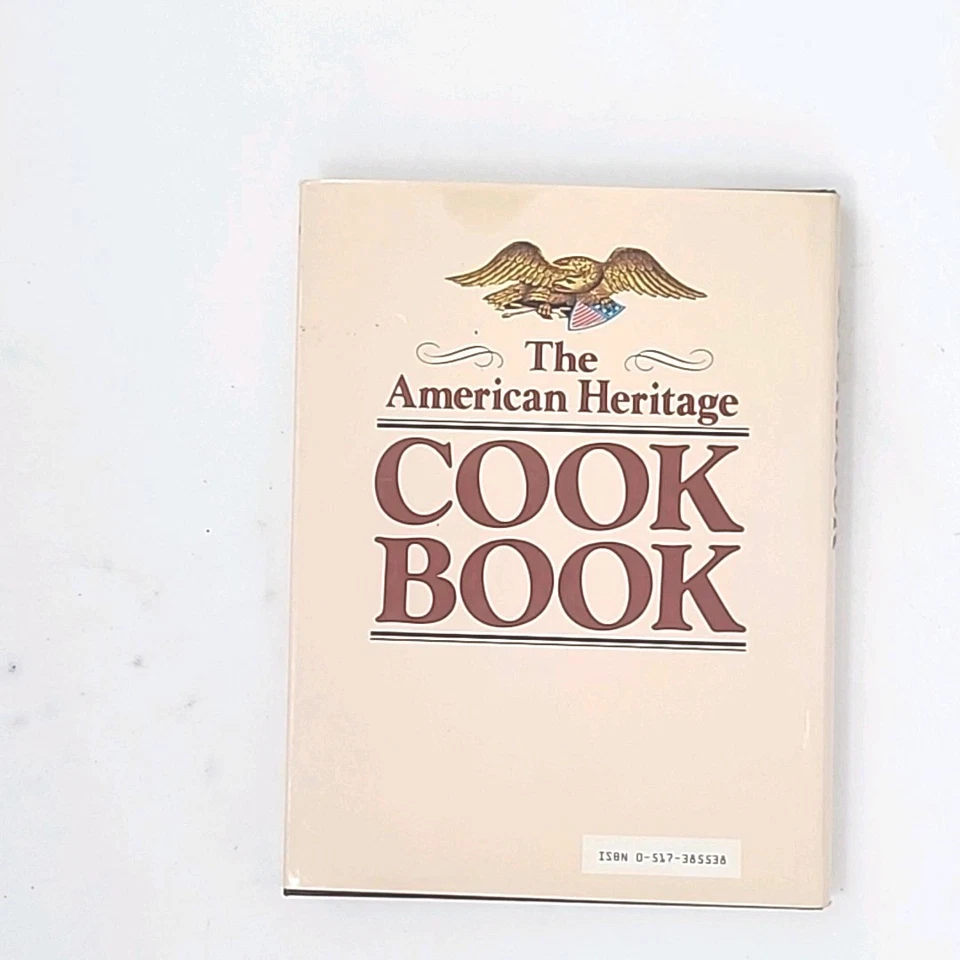 The
American Heritage
COOK
BOOK
ISBN 0-517-385538